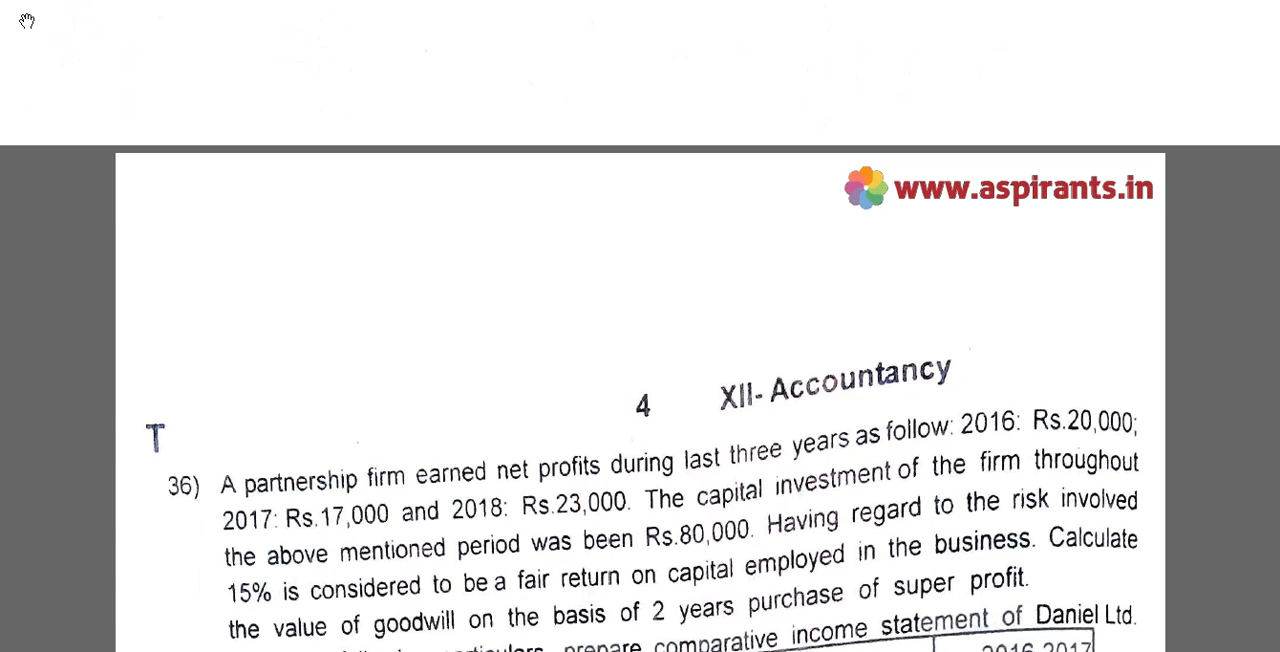 www.aspirants.in
4 XII- Accountancy
T
36) A partnership firm earned net profits during last three years as follow: 2016: Rs.20,000;
2017: Rs.17,000 and 2018: Rs.23,000. The capital investment of the firm throughout
the above mentioned period was been Rs.80,000. Having regard to the risk involved
15% is considered to be a fair return on capital employed in the business. Calculate
the value of goodwill on the basis of 2 years purchase of super profit.
prepare comparative income statement of Daniel Ltd.
2016-2017